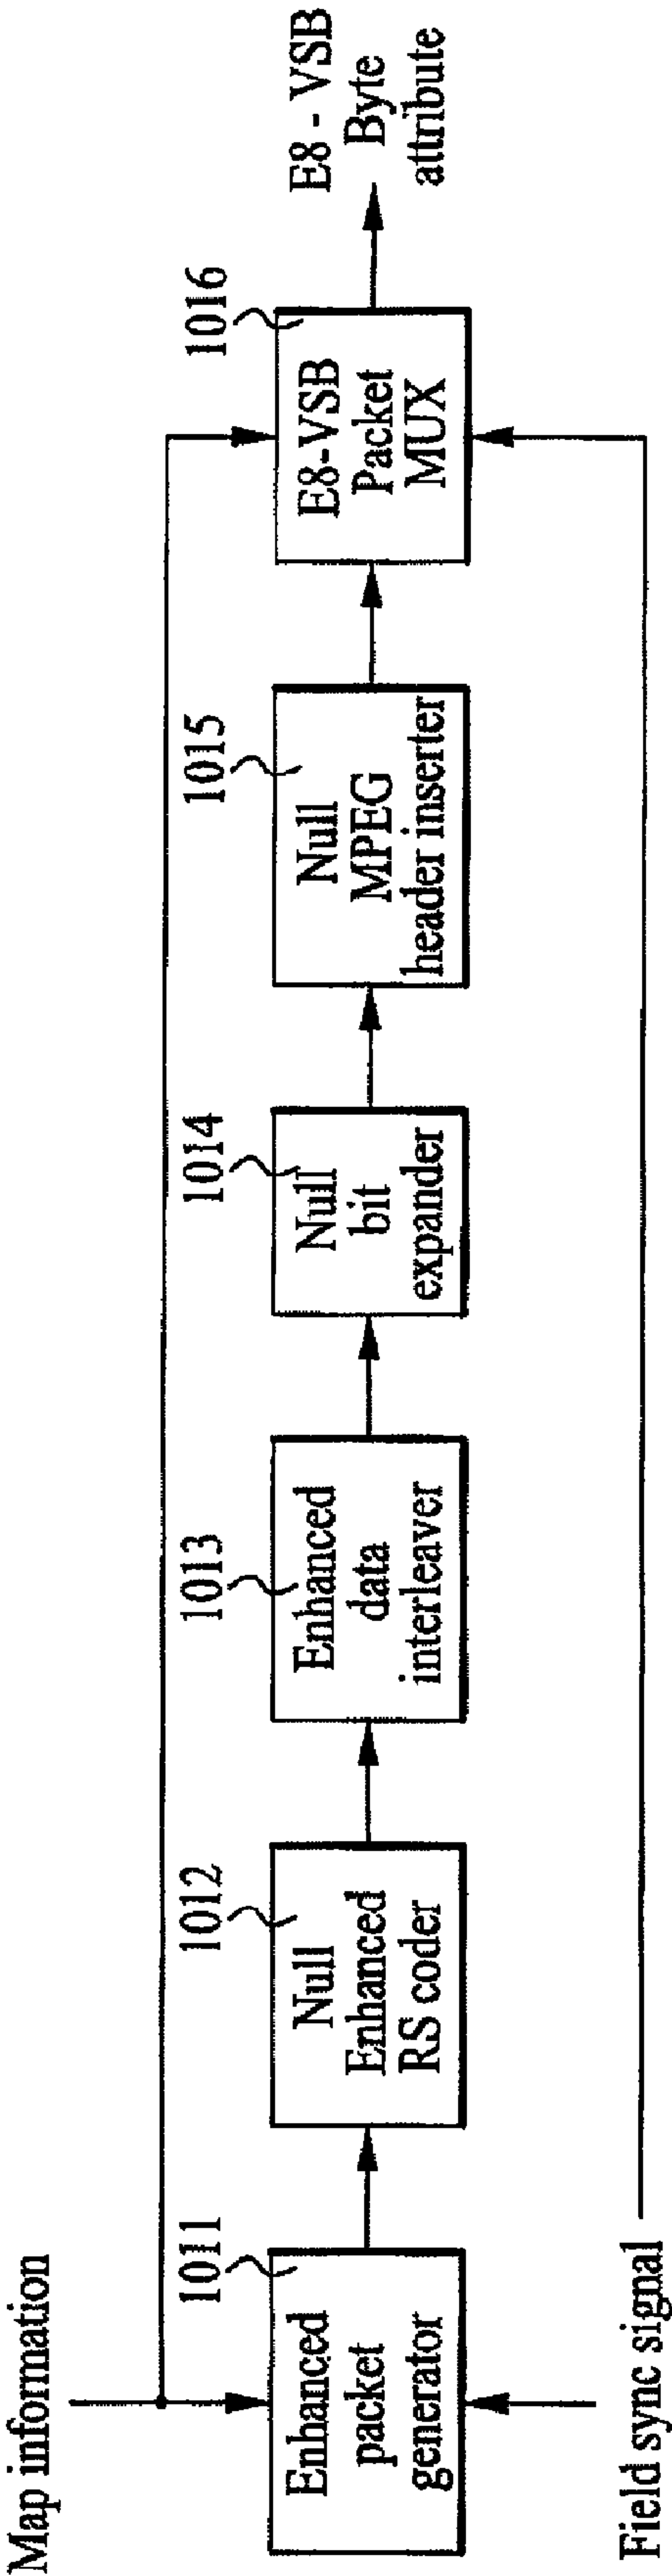 Map information
1011
Enhanced
packet
generator
Field sync signal
1012
Null
Enhanced
RS coder
1013
Enhanced
data
interleaver
1014
Null
bit
expander
1015
Null
MPEG
header inserter
1016
E8-VSB
Packet
MUX
E8 - VSB
Byte
attribute